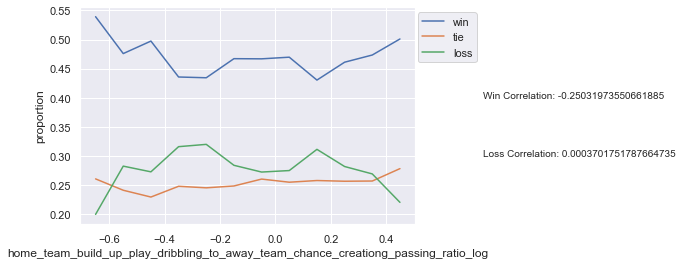 0.55
win
tie
loss
0.50
0.45
proportion
0.40
Win Correlation: -0.25031973550661885
0.35
0.30
Loss Correlation: 0.0003701751787664735
0.25
0.20
−0.6 −0.4 −0.2 0.0 0.2 0.4
home_team_build_up_play_dribbling_to_away_team_chance_creationg_passing_ratio_log